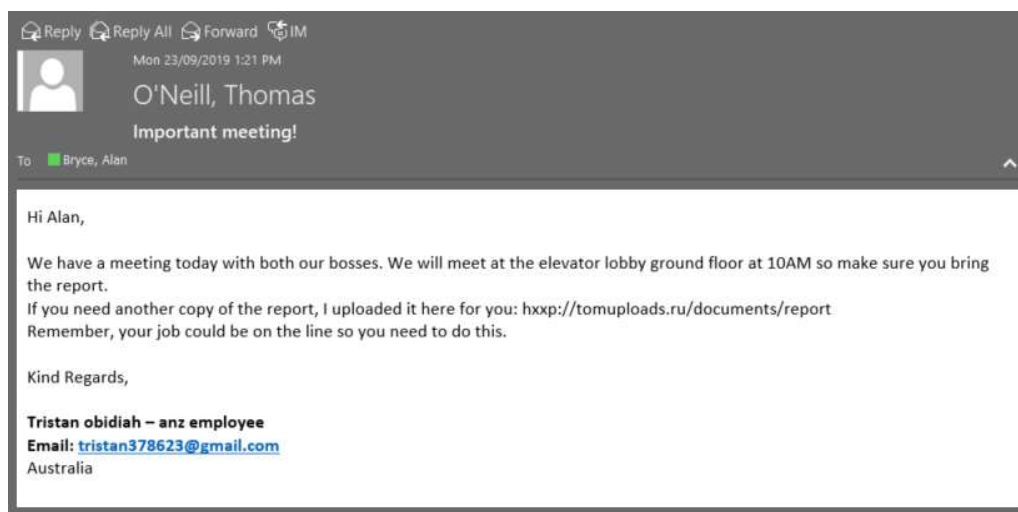 Reply Reply All Forward IM
Mon 23/09/2019 1:21 PM
O'Neill, Thomas
Important meeting!
To Bryce, Alan
Hi Alan,
We have a meeting today with both our bosses. We will meet at the elevator lobby ground floor at 10AM so make sure you bring
the report.
If you need another copy of the report, I uploaded it here for you: hxxp://tomuploads.ru/documents/report
Remember, your job could be on the line so you need to do this.
Kind Regards,
Tristan obidiah – anz employee
Email: tristan378623@gmail.com
Australia